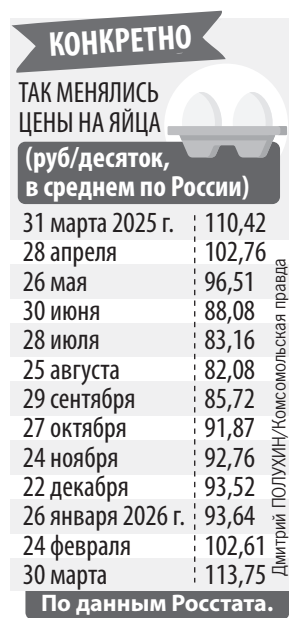 КОНКРЕТНО
ТАК МЕНЯЛИСЬ
ЦЕНЫ НА ЯЙЦА
(руб/десяток,
в среднем по России)
31 марта 2025 г. 110,42
28 апреля 102,76
26 мая 96,51
30 июня 88,08
28 июля 83,16
25 августа 82,08
29 сентября 85,72
27 октября 91,87
24 ноября 92,76
22 декабря 93,52
26 января 2026 г. 93,64
24 февраля 102,61
30 марта 113,75
По данным Росстата.
Дмитрий ПОЛУХИН/Комсомольская правда